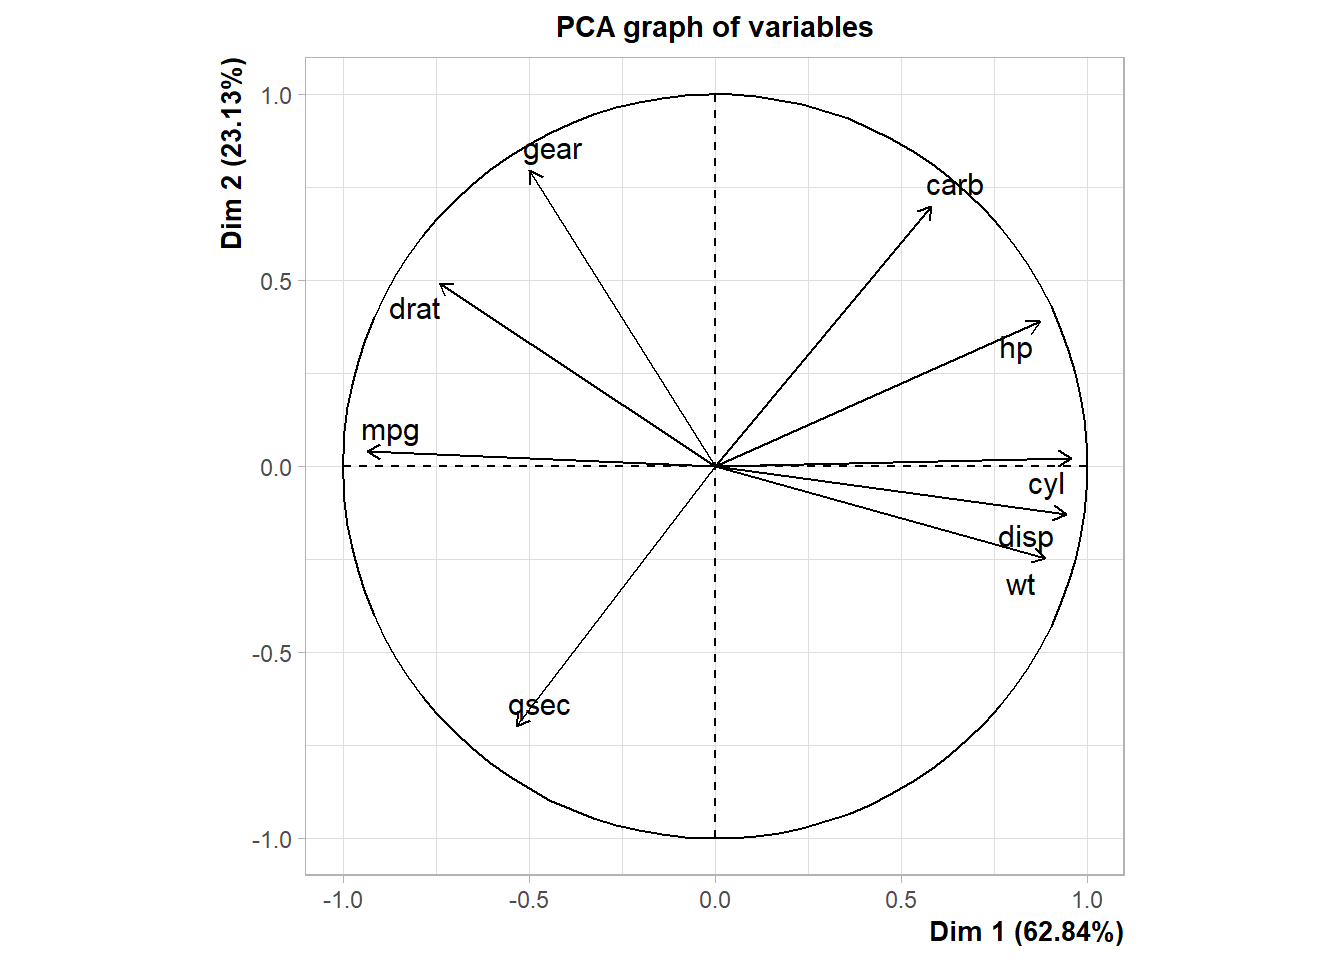 PCA graph of variables
Dim 2 (23.13%)
1.0
0.5
0.0
-0.5
-1.0
gear
carb
drat
hp
mpg
cyl
disp
wt
qsec
-1.0 -0.5 0.0 0.5 1.0
Dim 1 (62.84%)